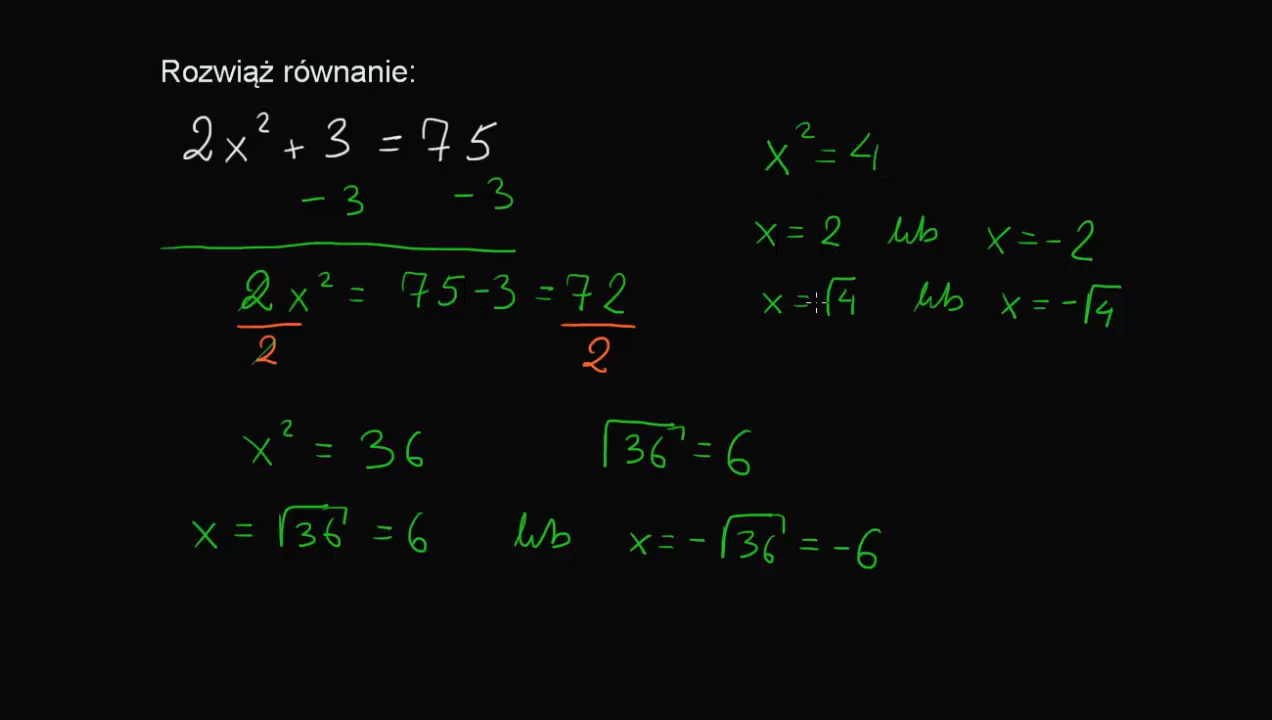 Rozwiąż równanie:
2x² + 3 = 75
- 3 - 3
2x² = 75 - 3 = 72
2 2
x² = 36 √36 = 6
x = √36 = 6 lub x = - √36 = - 6
x² = 4
x = 2 lub x = - 2
x = √4 lub x = - √4